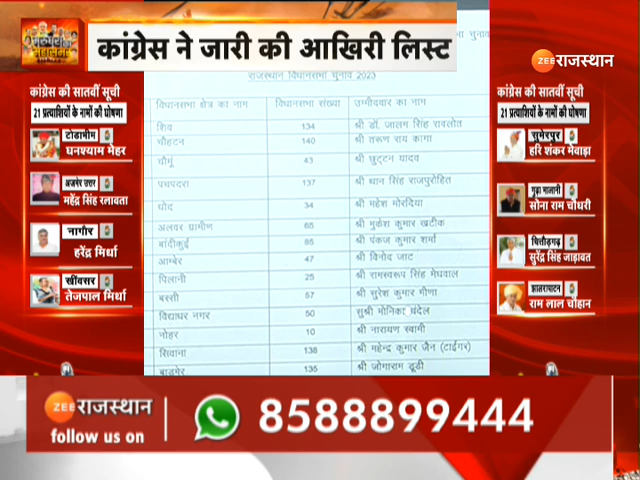 कांग्रेस ने जारी की आखिरी लिस्ट
ZEE राजस्थान
राजस्थान विधानसभा चुनाव 2023
कांग्रेस की सातवीं सूची
21 प्रत्याशियों के नामों की घोषणा
टोडाभीम
घनश्याम मेहर
अजमेर उत्तर
महेंद्र सिंह रलावता
नागौर
हरेंद्र मिर्धा
खींवसर
तेजपाल मिर्धा
विधानसभा क्षेत्र का नाम विधानसभा संख्या उम्मीदवार का नाम
शिव 134 श्री डॉ. जालम सिंह रावलोत
चौहटन 140 श्री तरूण राय कागा
चौमूं 43 श्री छुट्टन यादव
पचपदरा 137 श्री थान सिंह राजपुरोहित
धोद 34 श्री महेश मोरदिया
अलवर ग्रामीण 65 श्री मुकेश कुमार खटीक
बांदीकुई 85 श्री पंकज कुमार शर्मा
आम्बेर 47 श्री विनोद जाट
पिलानी 25 श्री रामस्वरूप सिंह मेघवाल
बस्सी 57 श्री सुरेश कुमार मीणा
विद्याधर नगर 50 सुश्री मोनिका
नोहर 10 श्री नारायण स्वामी
सिवाना 138 श्री महेन्द्र कुमार जैन (टाईगर)
बाडमेर 135 श्री जोगाराम डूडी
कांग्रेस की सातवीं सूची
21 प्रत्याशियों के नामों की घोषणा
सुमेरपुर
हरि शंकर मेवाड़ा
गुढ़ा मालानी
सोना राम चौधरी
चित्तौड़गढ़
सुरेंद्र सिंह जाड़ावत
झालरापाटन
राम लाल चौहान
ZEE राजस्थान
follow us on
8588899444